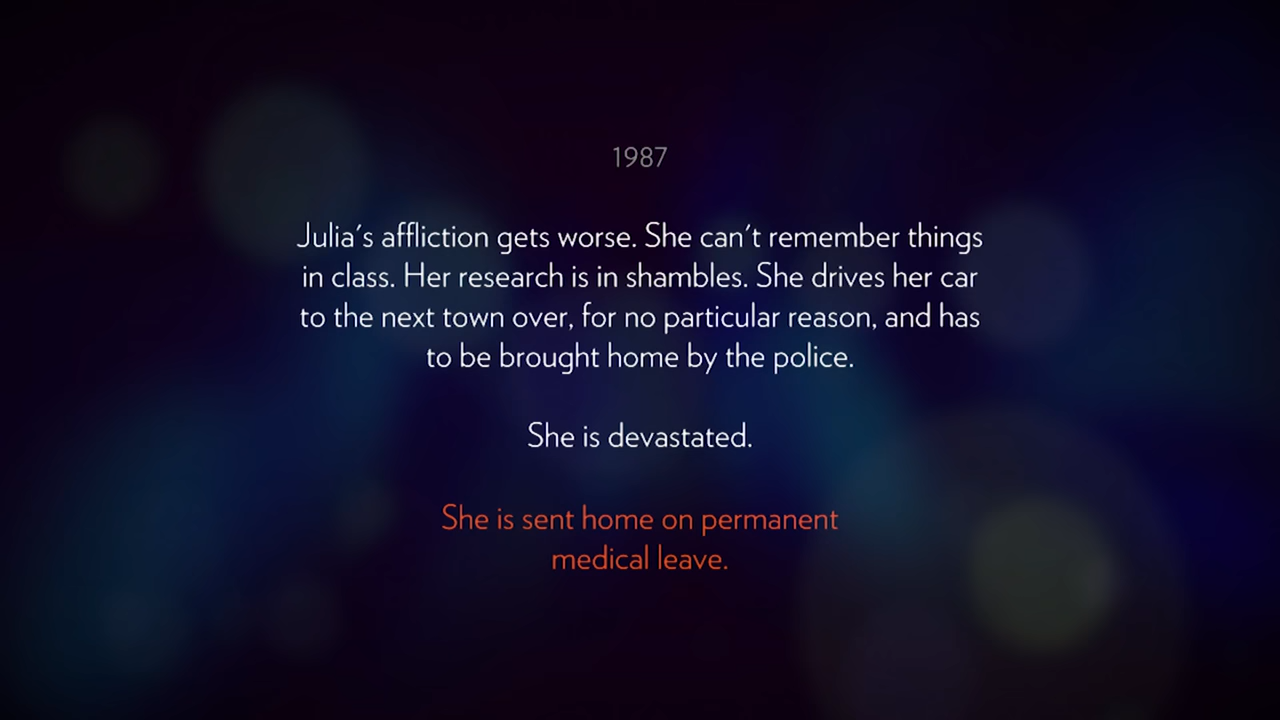 1987
Julia's affliction gets worse. She can't remember things
in class. Her research is in shambles. She drives her car
to the next town over, for no particular reason, and has
to be brought home by the police.
She is devastated.
She is sent home on permanent
medical leave.